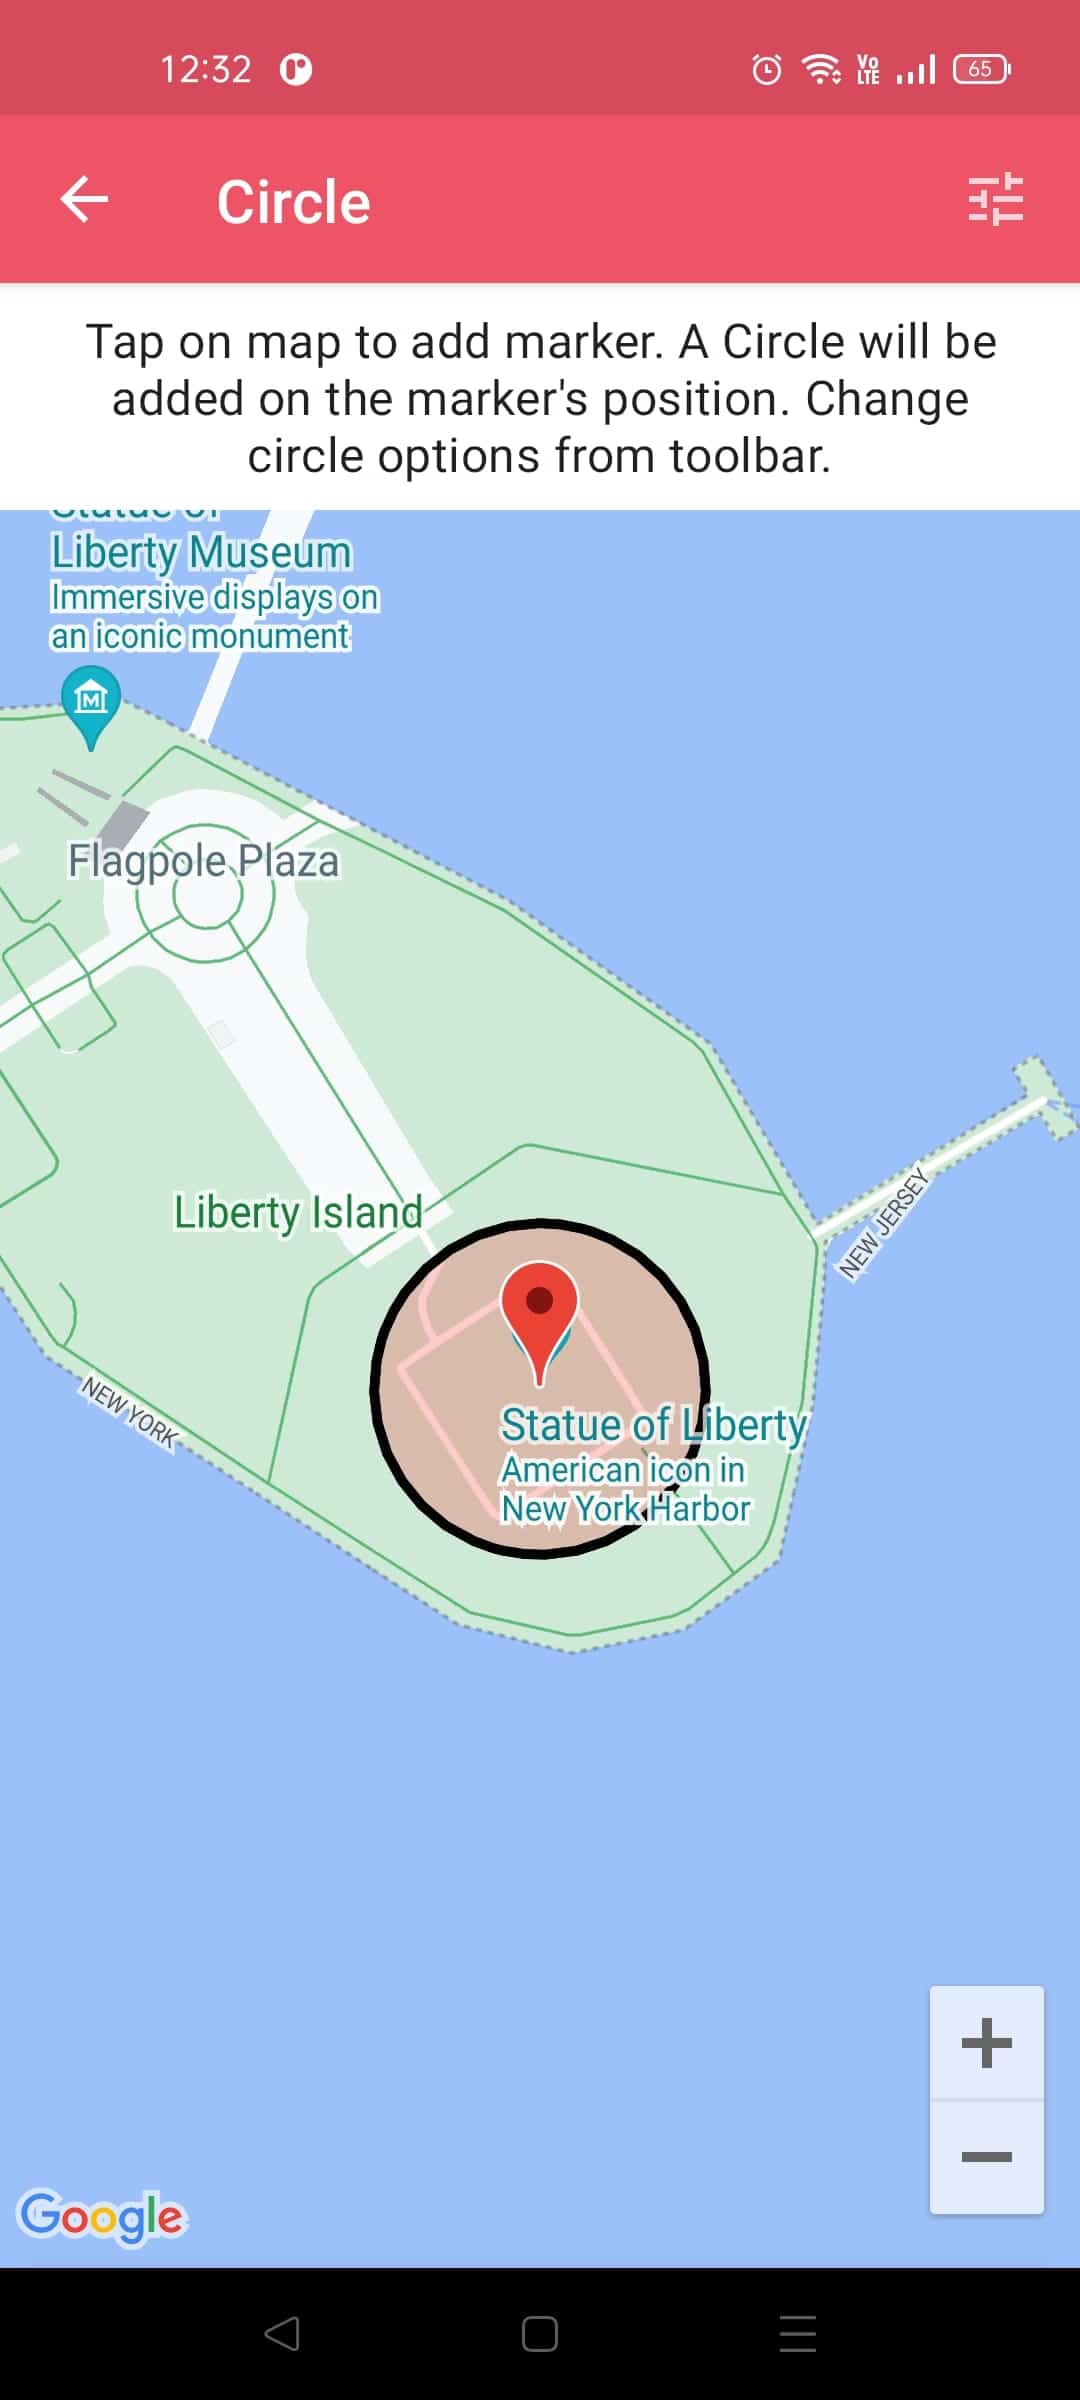 12:32
Vo
LTE
65
Circle
Tap on map to add marker. A Circle will be
added on the marker's position. Change
circle options from toolbar.
Statue of
Liberty Museum
Immersive displays on
an iconic monument
M
Flagpole Plaza
Liberty Island
NEW JERSEY
NEW YORK
Statue of Liberty
American icon in
New York Harbor
Google